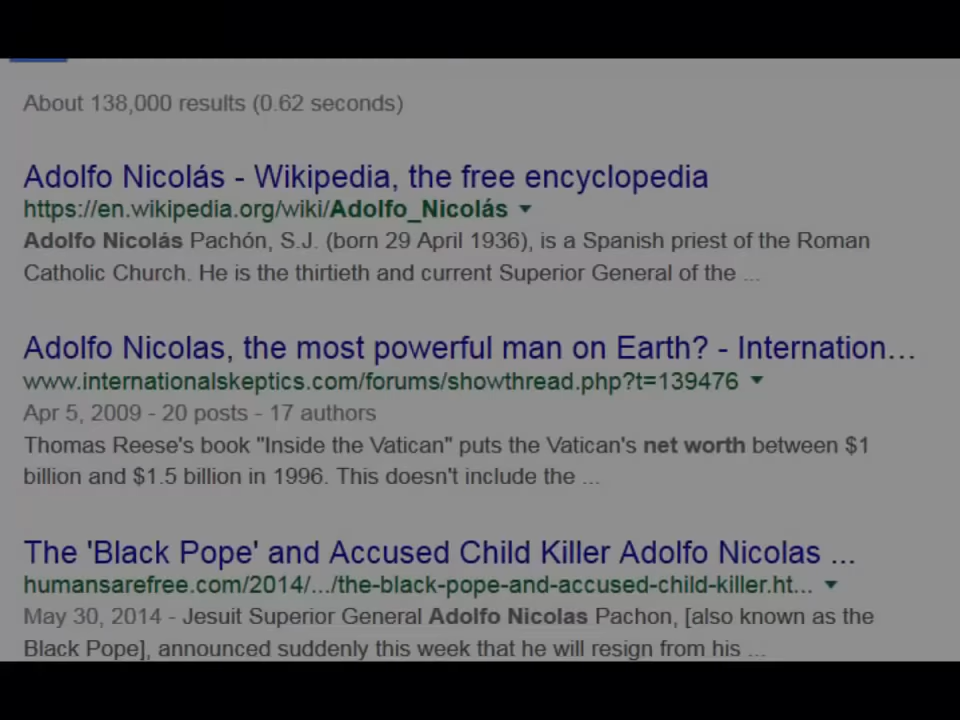 About 138,000 results (0.62 seconds)
Adolfo Nicolás - Wikipedia, the free encyclopedia
https://en.wikipedia.org/wiki/Adolfo_Nicolás
Adolfo Nicolás Pachón, S.J. (born 29 April 1936), is a Spanish priest of the Roman
Catholic Church. He is the thirtieth and current Superior General of the ...
Adolfo Nicolas, the most powerful man on Earth? - Internation...
www.internationalskeptics.com/forums/showthread.php?t=139476
Apr 5, 2009 - 20 posts - 17 authors
Thomas Reese's book "Inside the Vatican" puts the Vatican's net worth between $1
billion and $1.5 billion in 1996. This doesn't include the ...
The 'Black Pope' and Accused Child Killer Adolfo Nicolas ...
humansarefree.com/2014/.../the-black-pope-and-accused-child-killer.ht...
May 30, 2014 - Jesuit Superior General Adolfo Nicolas Pachon, [also known as the
Black Pope], announced suddenly this week that he will resign from his ...